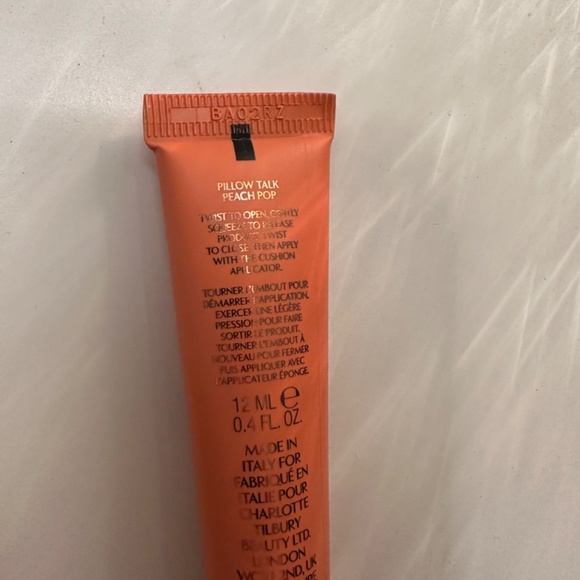 BA02RZ
PILLOW TALK
PEACH POP
TWIST TO OPEN, GENTLY
SQUEEZE TO RELEASE
PRODUCT. TWIST
TO CLOSE THEN APPLY
WITH THE CUSHION
APPLICATOR.
TOURNER L'EMBOUT POUR
DÉMARRER L'APPLICATION,
EXERCER UNE LÉGÈRE
PRESSION POUR FAIRE
SORTIR LE PRODUIT.
TOURNER L'EMBOUT À
NOUVEAU POUR FERMER
PUIS APPLIQUER AVEC
L'APPLICATEUR ÉPONGE.
12 ML e
0.4 FL. OZ.
MADE IN
ITALY FOR
FABRIQUÉ EN
ITALIE POUR
CHARLOTTE
TILBURY
BEAUTY LTD.
LONDON
2ND, UK